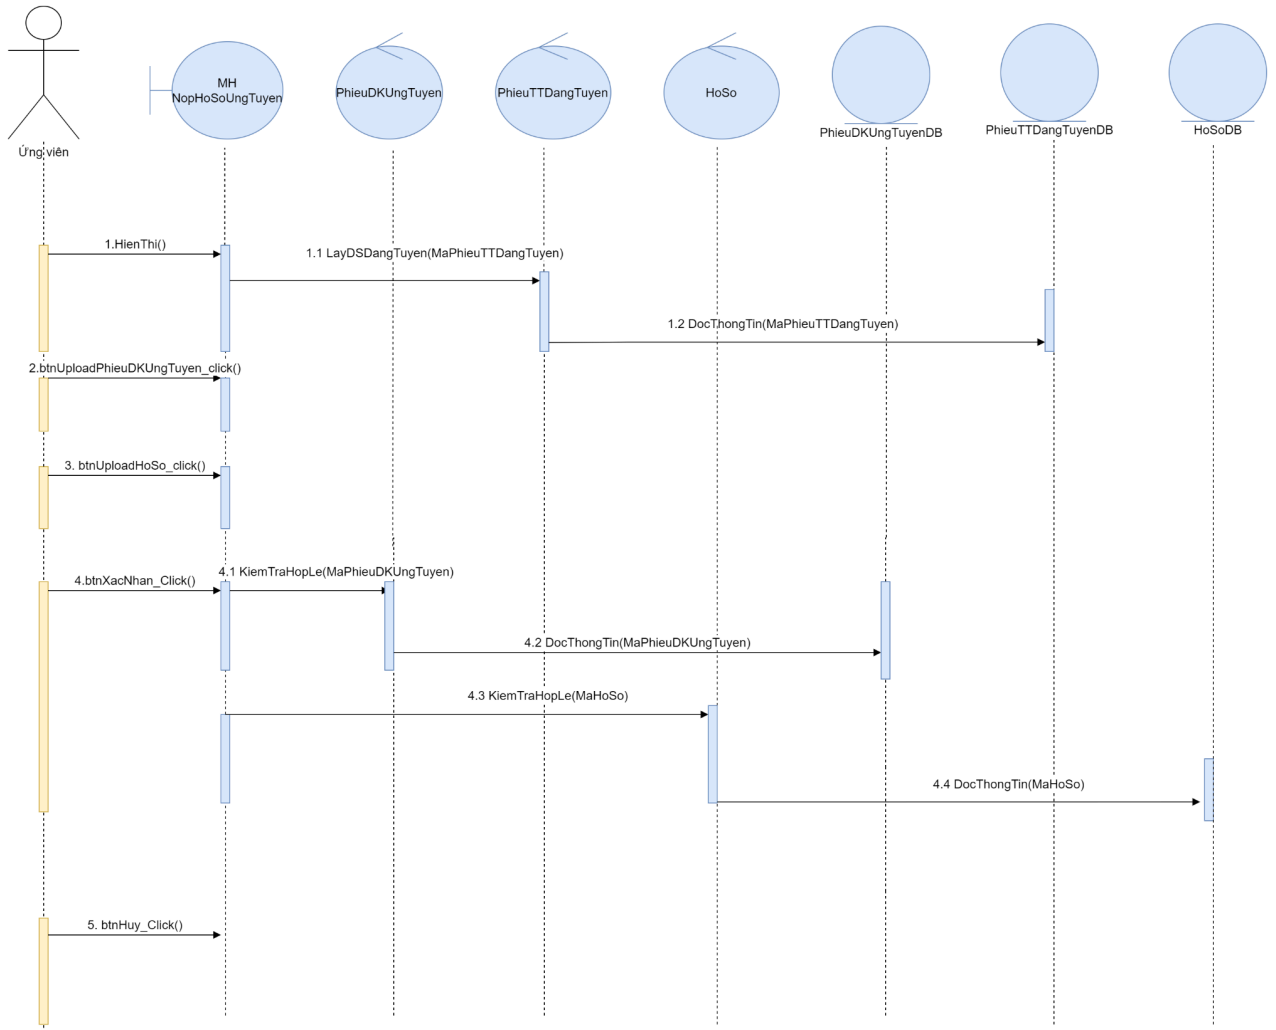 MH
NopHoSoUngTuyen
PhieuDKUngTuyen
PhieuTTDangTuyen
HoSo
PhieuDKUngTuyenDB
PhieuTTDangTuyenDB
HoSoDB
Ứng viên
1.HienThi()
1.1 LayDSDangTuyen(MaPhieuTTDangTuyen)
1.2 DocThongTin(MaPhieuTTDangTuyen)
2.btnUploadPhieuDKUngTuyen_click()
3. btnUploadHoSo_click()
4.btnXacNhan_Click()
4.1 KiemTraHopLe(MaPhieuDKUngTuyen)
4.2 DocThongTin(MaPhieuDKUngTuyen)
4.3 KiemTraHopLe(MaHoSo)
4.4 DocThongTin(MaHoSo)
5. btnHuy_Click()